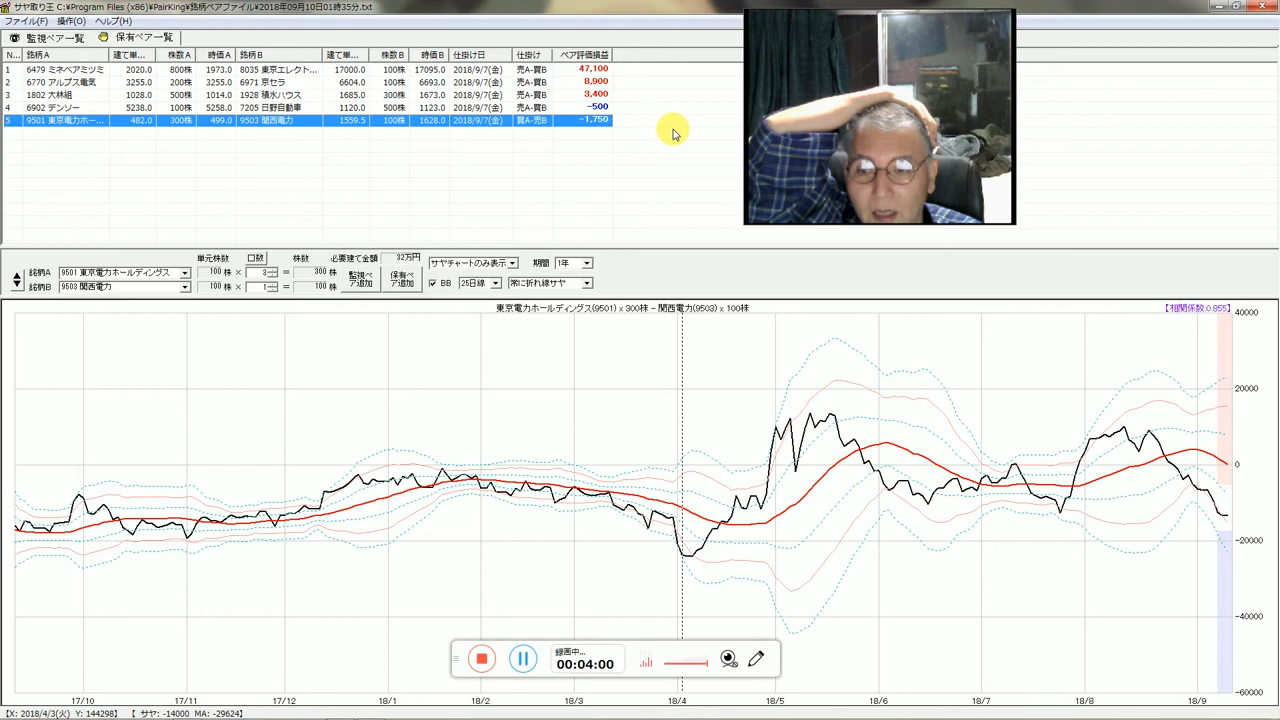 サヤ取り王 C:¥Program Files (x86)¥PairKing¥銘柄ペアファイル¥2018年09月10日01時35分.txt
ファイル(F) 操作(O) ヘルプ(H)
監視ペア一覧 保有ペア一覧
N... 銘柄A 建て単... 株数A 時価A 銘柄B 建て単... 株数B 時価B 仕掛け日 仕掛け ペア評価損益
1 6479 ミネベアミツミ 2020.0 800株 1973.0 8035 東京エレクト... 17000.0 100株 17095.0 2018/9/7(金) 売A-買B 47,100
2 6770 アルプス電気 3255.0 200株 3255.0 6971 京セラ 6604.0 100株 6693.0 2018/9/7(金) 売A-買B 8,900
3 1802 大林組 1028.0 500株 1014.0 1928 積水ハウス 1685.0 300株 1673.0 2018/9/7(金) 売A-買B 3,400
4 6902 デンソー 5238.0 100株 5258.0 7205 日野自動車 1120.0 500株 1123.0 2018/9/7(金) 売A-買B -500
5 9501 東京電力ホー... 482.0 300株 499.0 9503 関西電力 1559.5 100株 1628.0 2018/9/7(金) 買A-売B -1,750
単元株数 口数 株数 必要建て金額 32万円 サヤチャートのみ表示 期間 1年
銘柄A 9501 東京電力ホールディングス 100 株 × 3 = 300 株 監視ペア追加 保有ペア追加
銘柄B 9503 関西電力 100 株 × 1 = 100 株 BB 25日線 常に折れ線サヤ
東京電力ホールディングス(9501) x 300株 − 関西電力(9503) x 100株
【相関係数:0.855】
40000
20000
0
-20000
-40000
-60000
録画中...
00:04:00
17/10 17/11 17/12 18/1 18/2 18/3 18/4 18/5 18/6 18/7 18/8 18/9
【X: 2018/4/3(火) Y: 144298】 【 サヤ: -14000 MA: -29624】